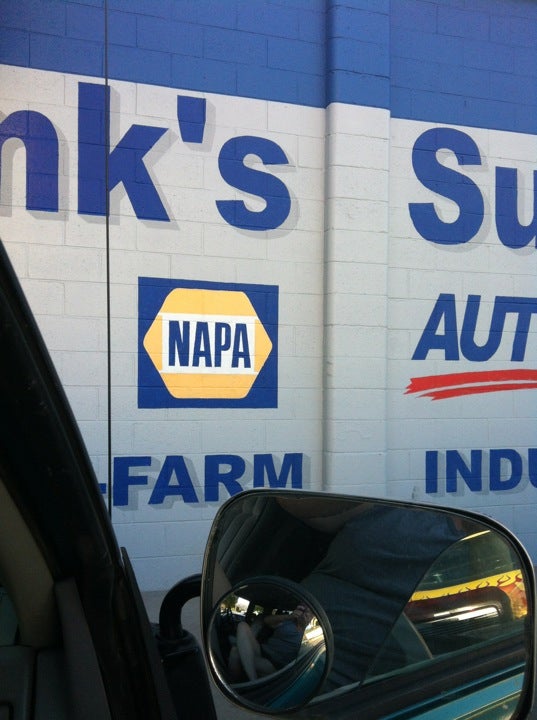 nk's Su
NAPA
AUT
-FARM INDU